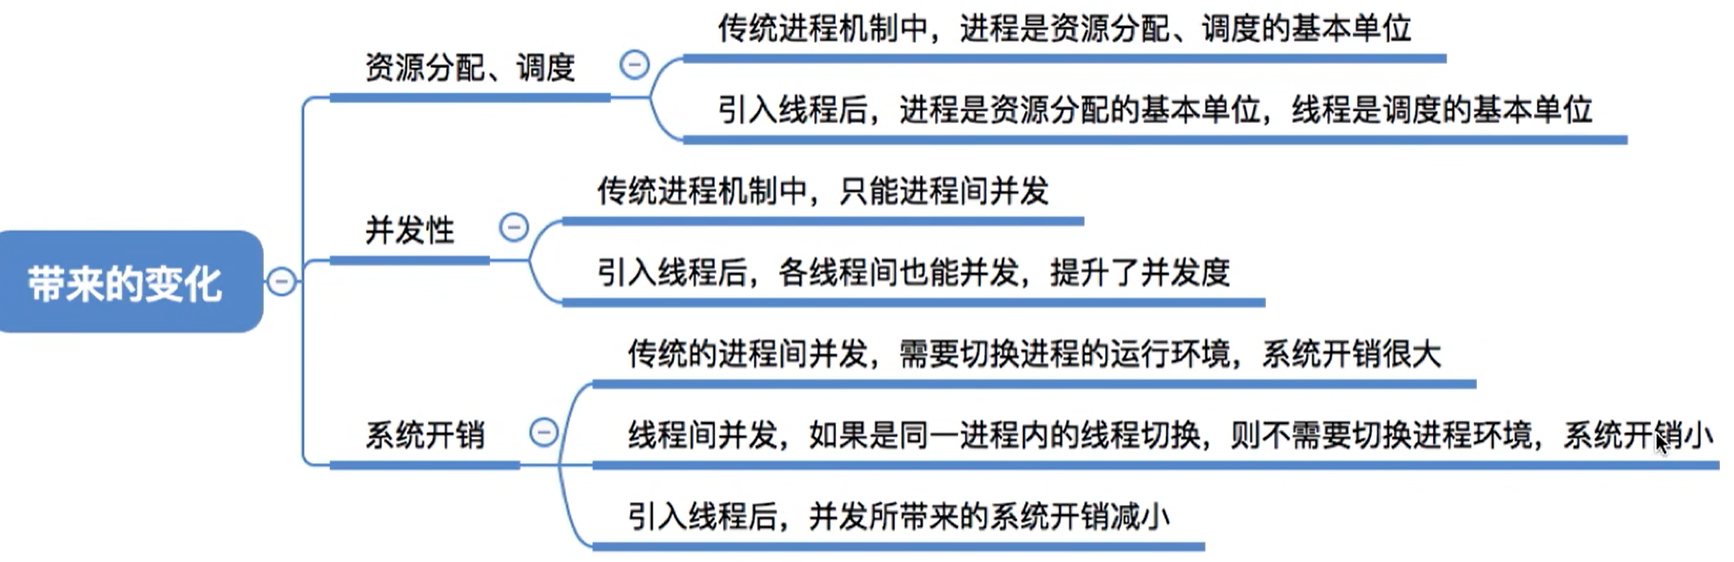 带来的变化
资源分配、调度
传统进程机制中，进程是资源分配、调度的基本单位
引入线程后，进程是资源分配的基本单位，线程是调度的基本单位
并发性
传统进程机制中，只能进程间并发
引入线程后，各线程间也能并发，提升了并发度
系统开销
传统的进程间并发，需要切换进程的运行环境，系统开销很大
线程间并发，如果是同一进程内的线程切换，则不需要切换进程环境，系统开销小
引入线程后，并发所带来的系统开销减小